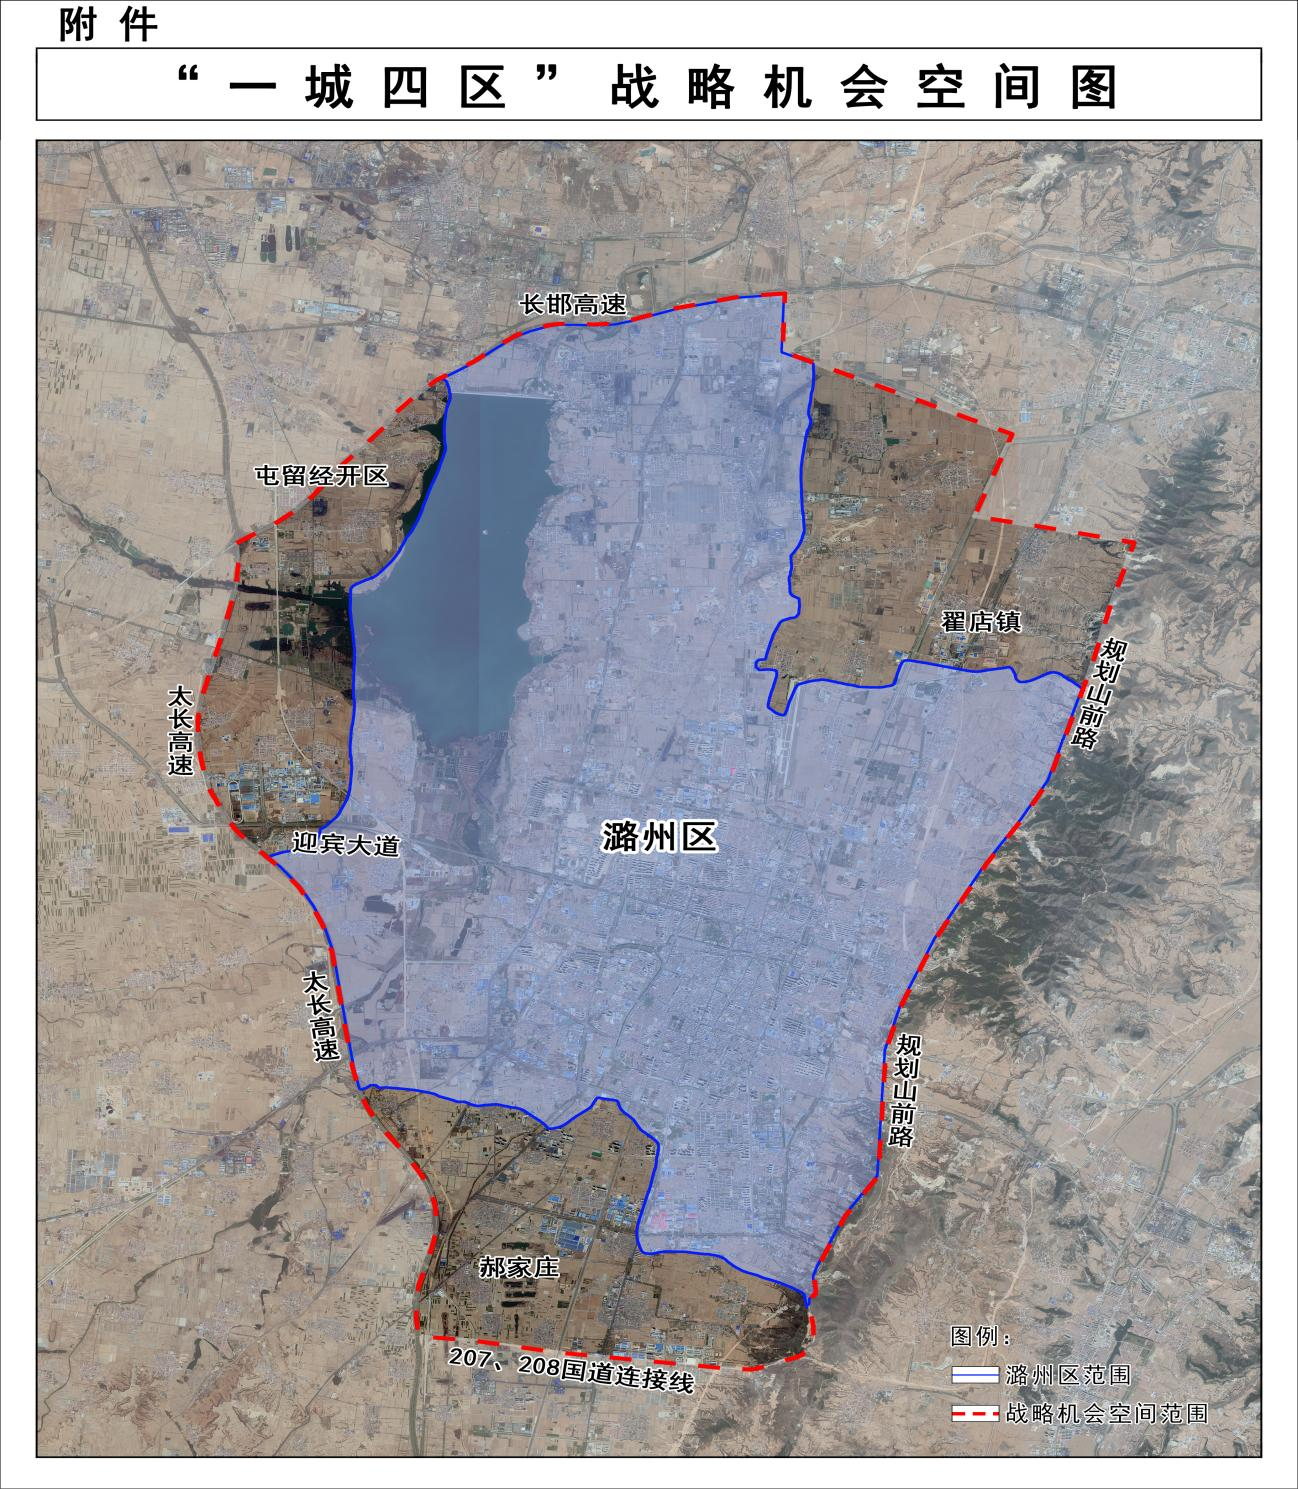 附件
“一城四区”战略机会空间图
长邯高速
屯留经开区
翟店镇
规划山前路
太长高速
迎宾大道
潞州区
太长高速
规划山前路
郝家庄
207、208国道连接线
图例：
潞州区范围
战略机会空间范围